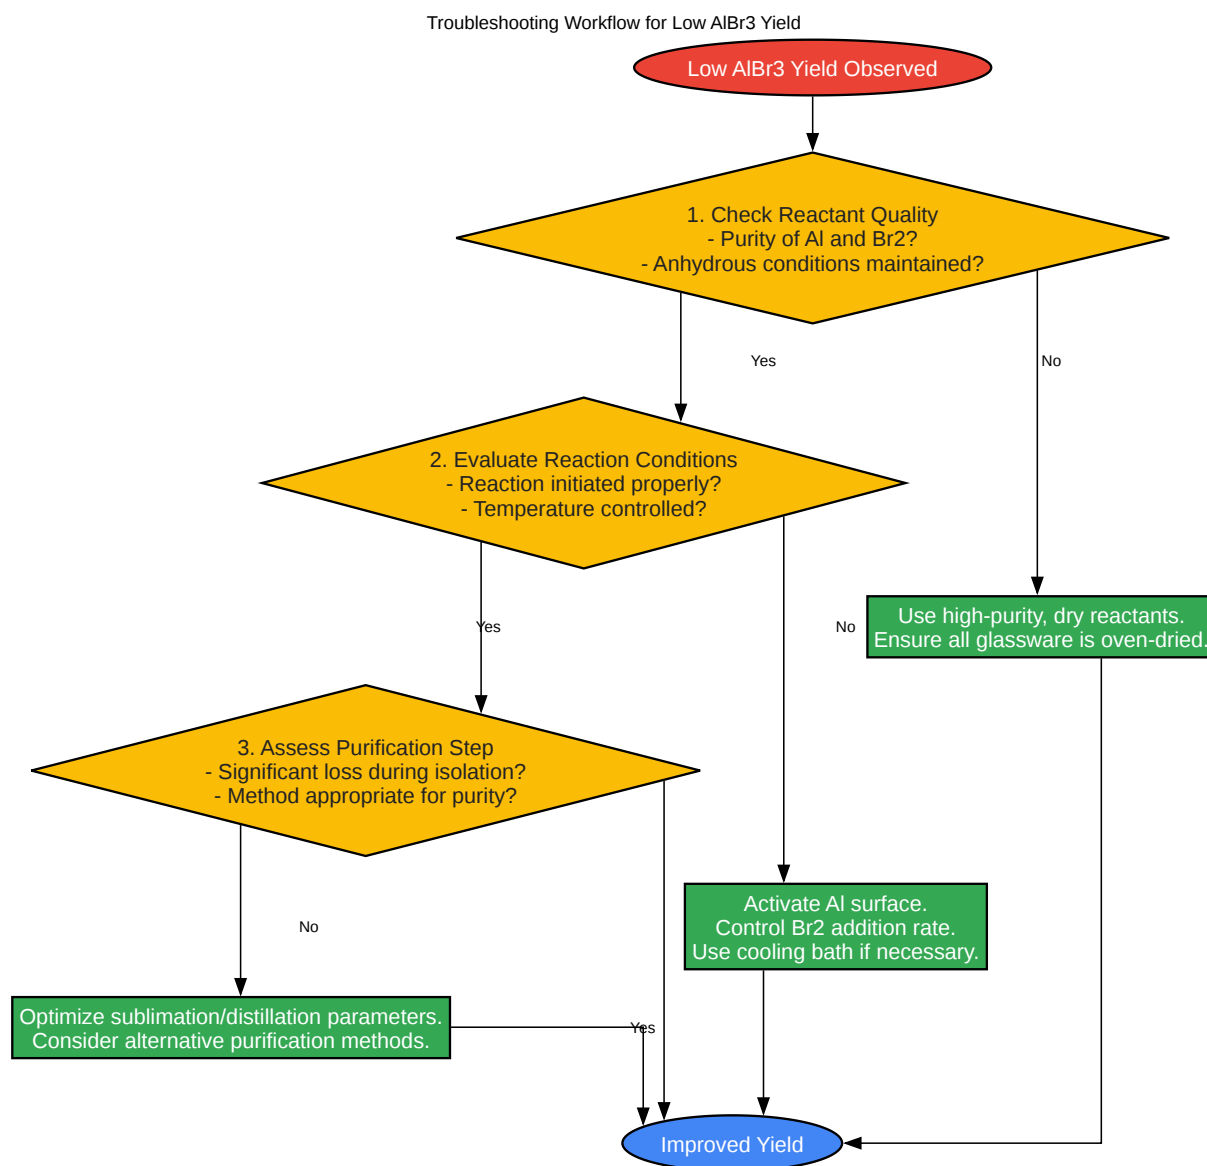 Troubleshooting Workflow for Low AlBr3 Yield
Low AlBr3 Yield Observed
1. Check Reactant Quality
- Purity of Al and Br2?
- Anhydrous conditions maintained?
Yes
No
2. Evaluate Reaction Conditions
- Reaction initiated properly?
- Temperature controlled?
Yes
No
Use high-purity, dry reactants.
Ensure all glassware is oven-dried.
3. Assess Purification Step
- Significant loss during isolation?
- Method appropriate for purity?
No
Activate Al surface.
Control Br2 addition rate.
Use cooling bath if necessary.
Optimize sublimation/distillation parameters.
Consider alternative purification methods.
Yes
Improved Yield